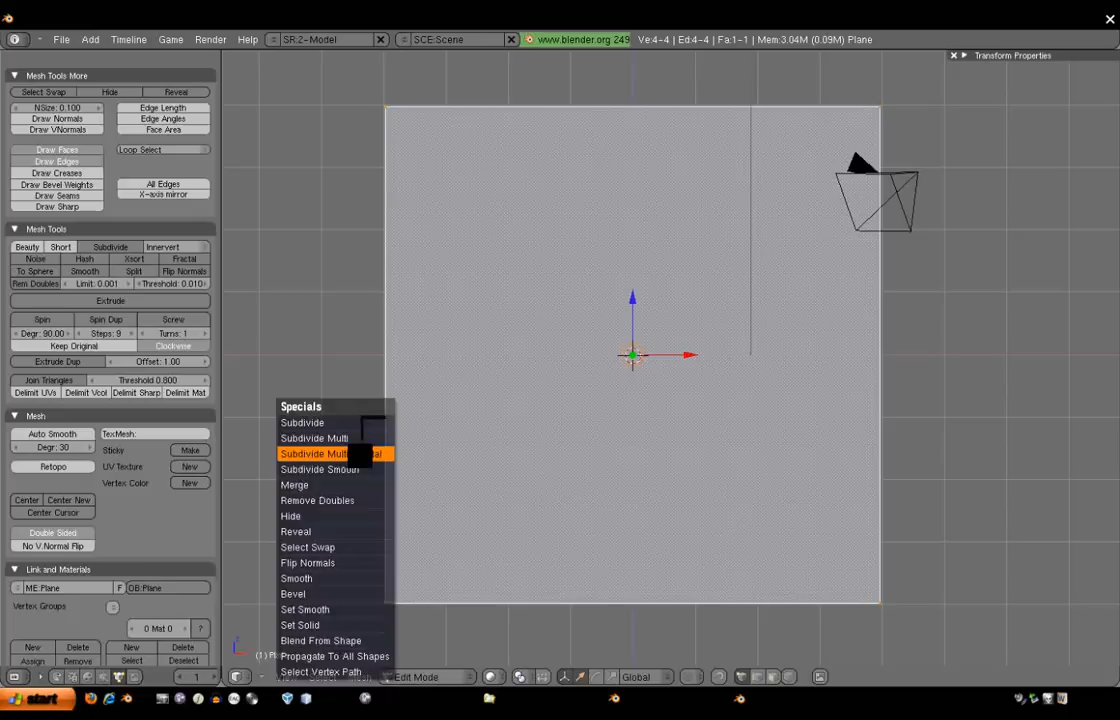 File Add Timeline Game Render Help SR:2-Model SCE:Scene www.blender.org 249 Ve:4-4 | Ed:4-4 | Fa:1-1 | Mem:3.04M (0.09M) Plane
Transform Properties
Mesh Tools More
Select Swap Hide Reveal
NSize: 0.100 Edge Length
Draw Normals Edge Angles
Draw VNormals Face Area
Draw Faces Loop Select
Draw Edges
Draw Creases
Draw Bevel Weights All Edges
Draw Seams X-axis mirror
Draw Sharp
Mesh Tools
Beauty Short Subdivide Innervert
Noise Hash Xsort Fractal
To Sphere Smooth Split Flip Normals
Rem Doubles Limit: 0.001 Threshold: 0.010
Extrude
Spin Spin Dup Screw
Degr: 90.00 Steps: 9 Turns: 1
Keep Original Clockwise
Extrude Dup Offset: 1.00
Join Triangles Threshold 0.800
Delimit UVs Delimit Vcol Delimit Sharp Delimit Mat
Mesh
Auto Smooth TexMesh:
Degr: 30 Sticky Make
Retopo UV Texture New
Vertex Color New
Center Center New
Center Cursor
Double Sided
No V.Normal Flip
Link and Materials
ME:Plane F OB:Plane
Vertex Groups
0 Mat 0 ?
New Delete New Delete
Assign Remove Select Deselect
Specials
Subdivide
Subdivide Multi
Subdivide Multi
Subdivide Smooth
Merge
Remove Doubles
Hide
Reveal
Select Swap
Flip Normals
Smooth
Bevel
Set Smooth
Set Solid
Blend From Shape
Propagate To All Shapes
Select Vertex Path
1 Edit Mode Global
start